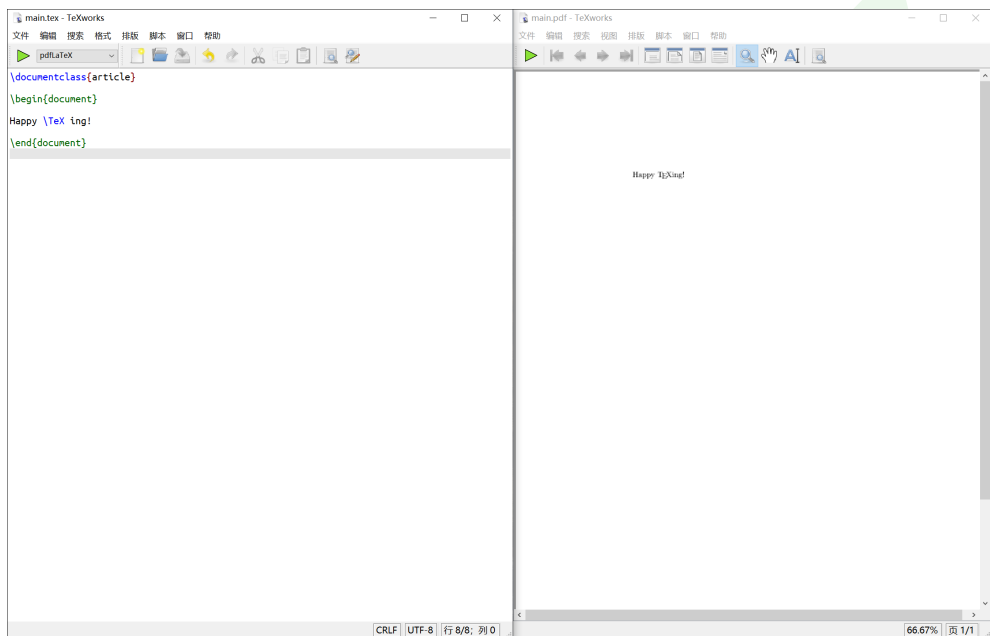 main.tex - TeXworks
文件 编辑 搜索 格式 排版 脚本 窗口 帮助
pdfLaTeX
\documentclass{article}
\begin{document}
Happy \TeX ing!
\end{document}
CRLF UTF-8 行 8/8; 列 0
main.pdf - TeXworks
文件 编辑 搜索 视图 排版 脚本 窗口 帮助
Happy TeXing!
66.67% 页 1/1